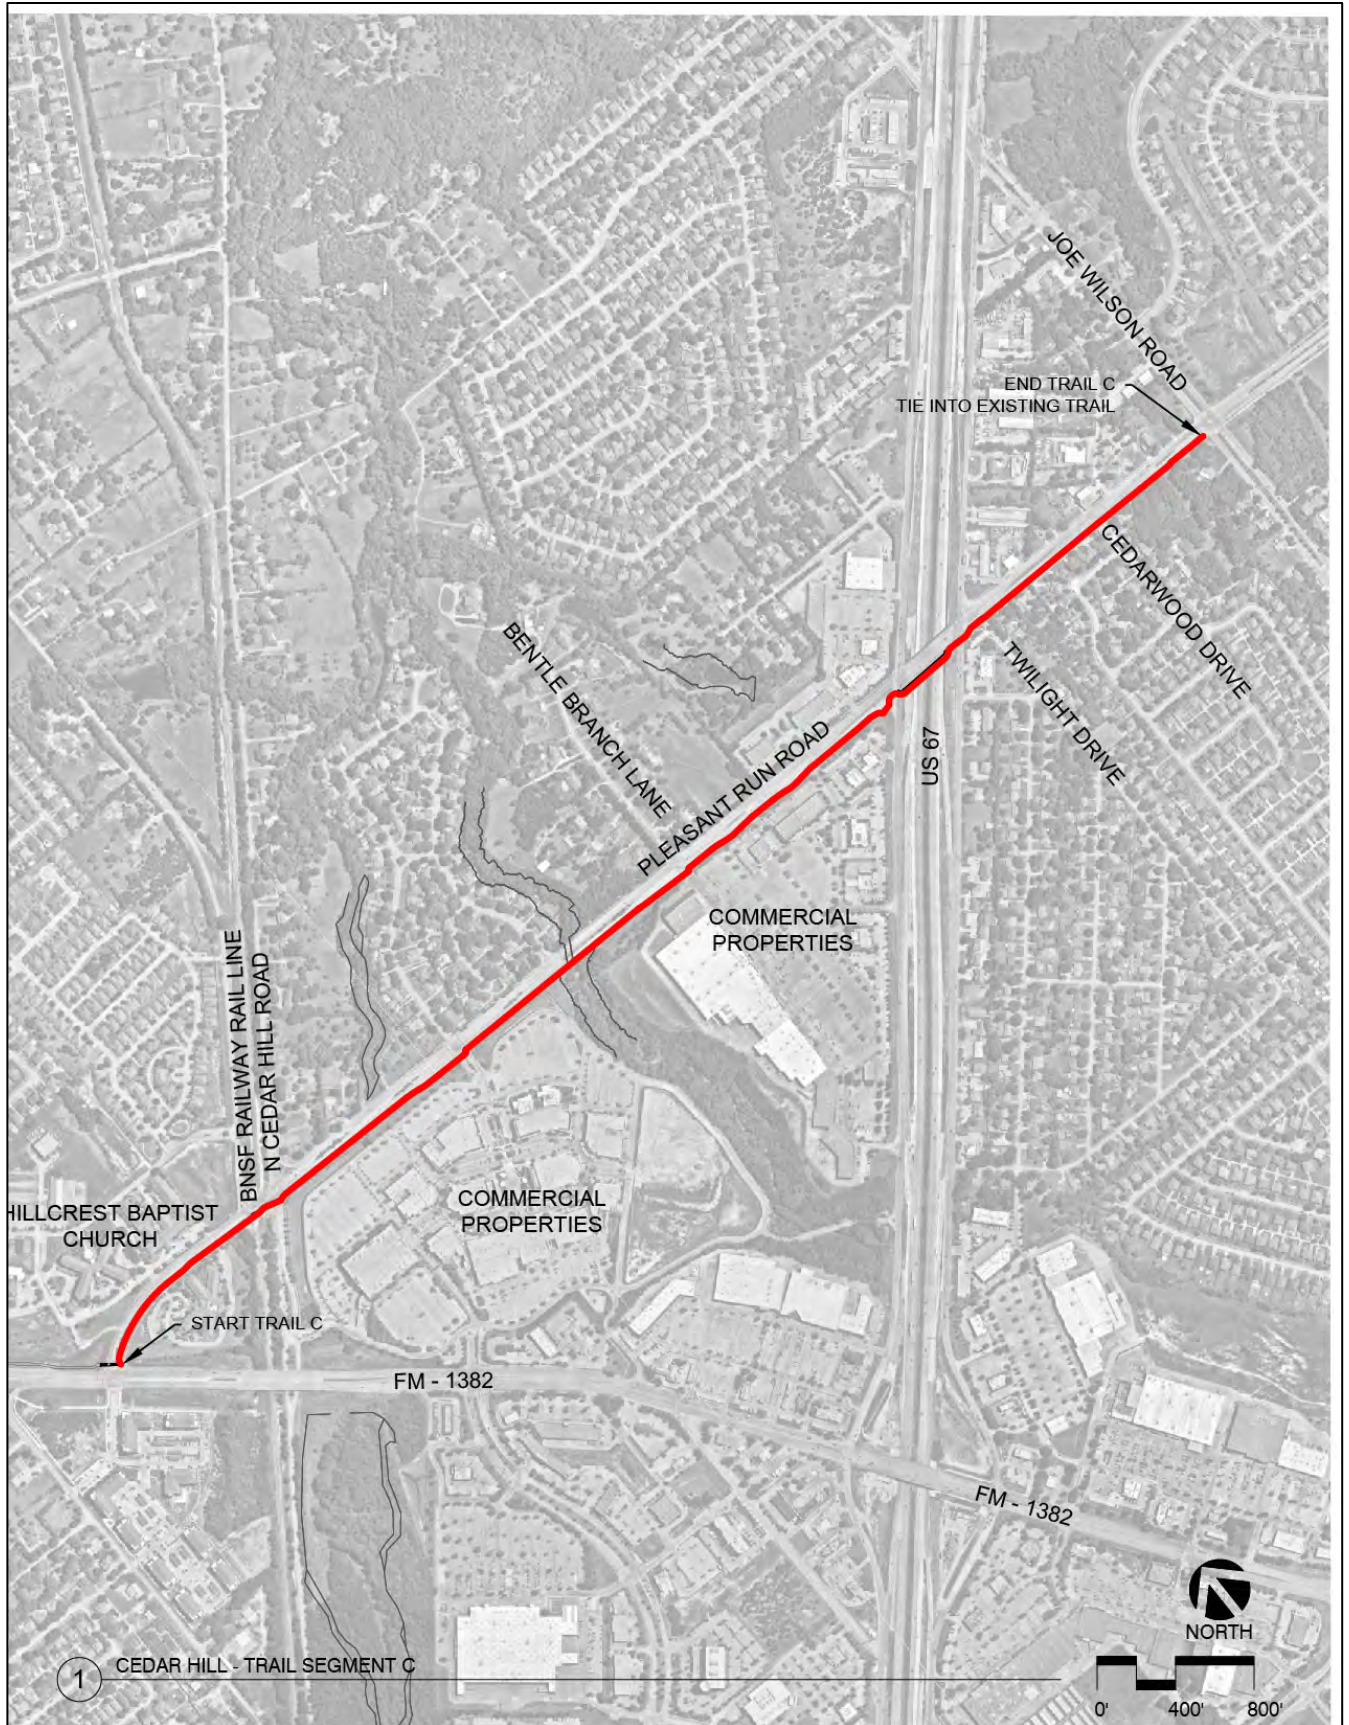 JOE WILSON ROAD
END TRAIL C
TIE INTO EXISTING TRAIL
CEDARWOOD DRIVE
BENTLE BRANCH LANE
TWILIGHT DRIVE
PLEASANT RUN ROAD
US 67
COMMERCIAL
PROPERTIES
BNSF RAILWAY RAIL LINE
N CEDAR HILL ROAD
HILLCREST BAPTIST
CHURCH
COMMERCIAL
PROPERTIES
START TRAIL C
FM - 1382
FM - 1382
NORTH
1
CEDAR HILL - TRAIL SEGMENT C
0' 400' 800'